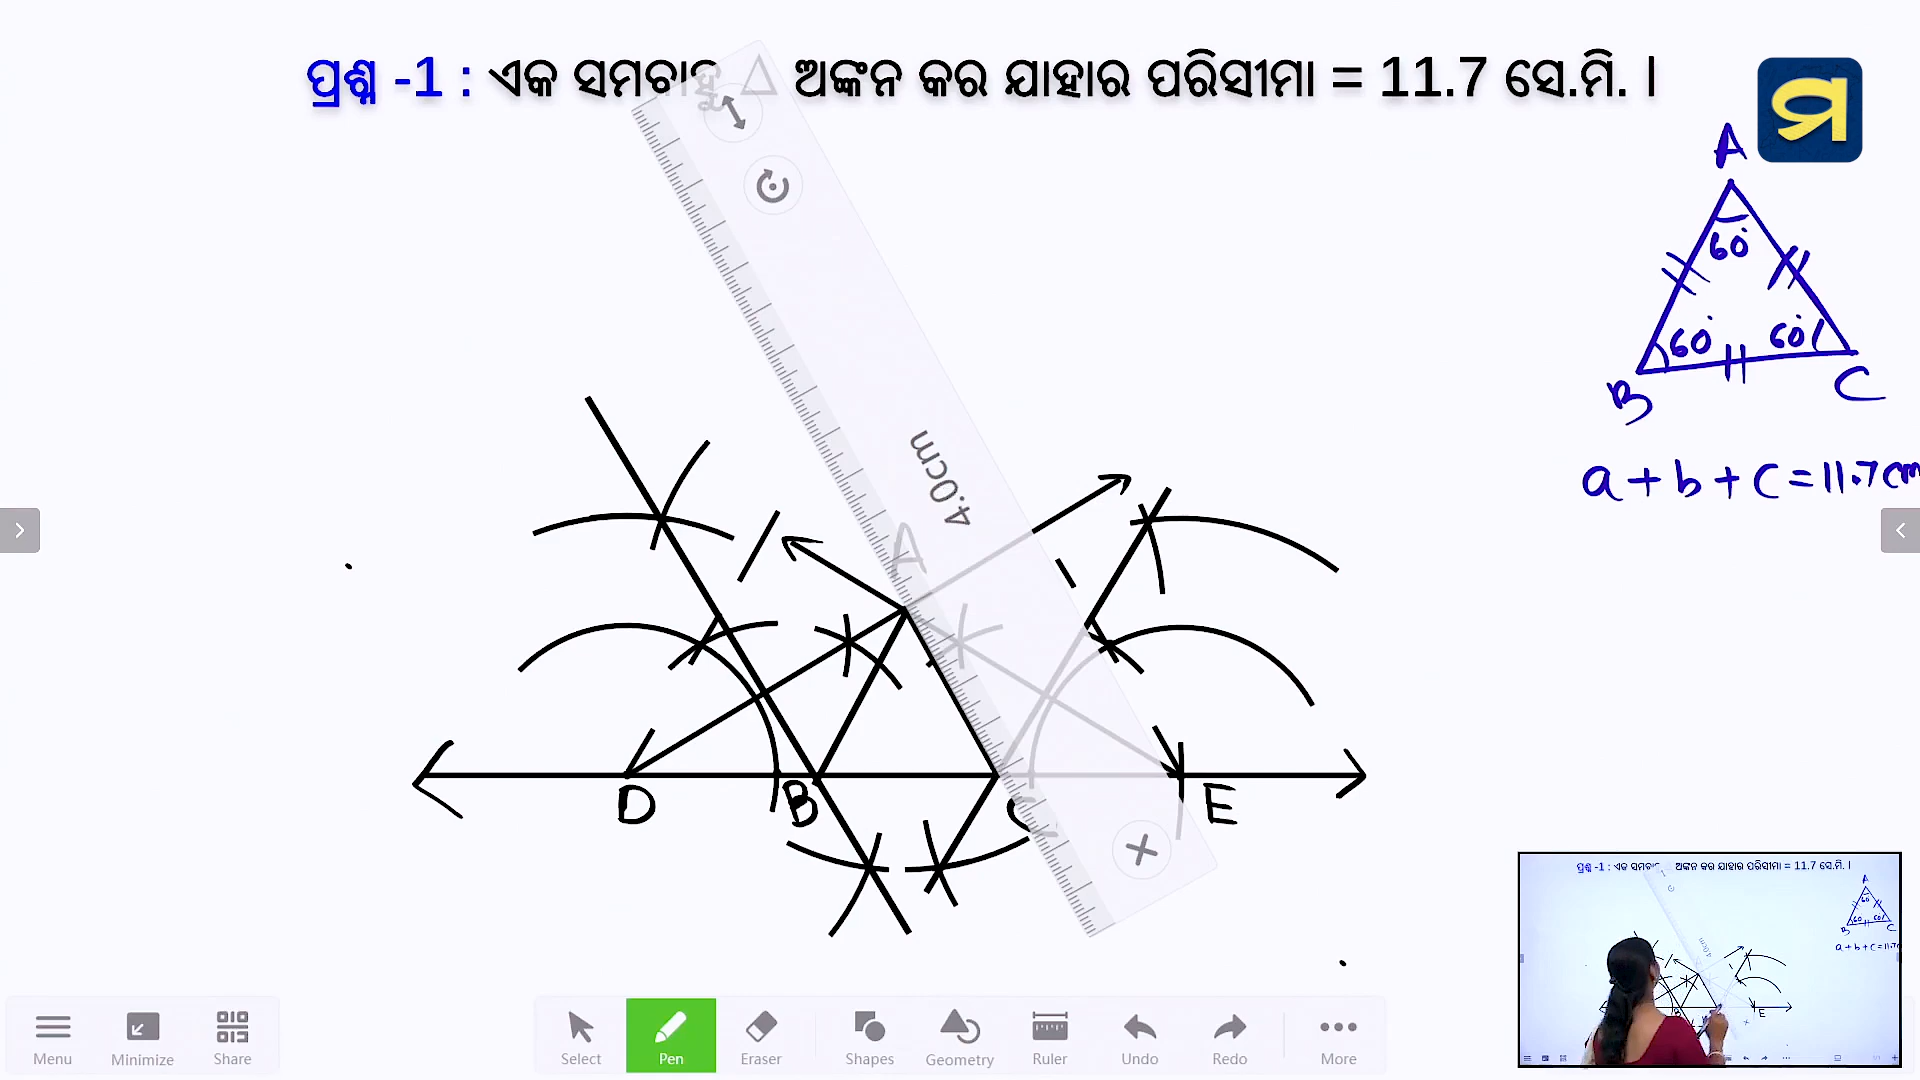 ପ୍ରଶ୍ନ -1 : ଏକ ସମବାହୁ △ ଅଙ୍କନ କର ଯାହାର ପରିସୀମା = 11.7 ସେ.ମି. ।
ମ
A
60°
60° 60°
B C
a + b + c = 11.7 cm
4.0cm
A
D B C E
Menu Minimize Share Select Pen Eraser Shapes Geometry Ruler Undo Redo More